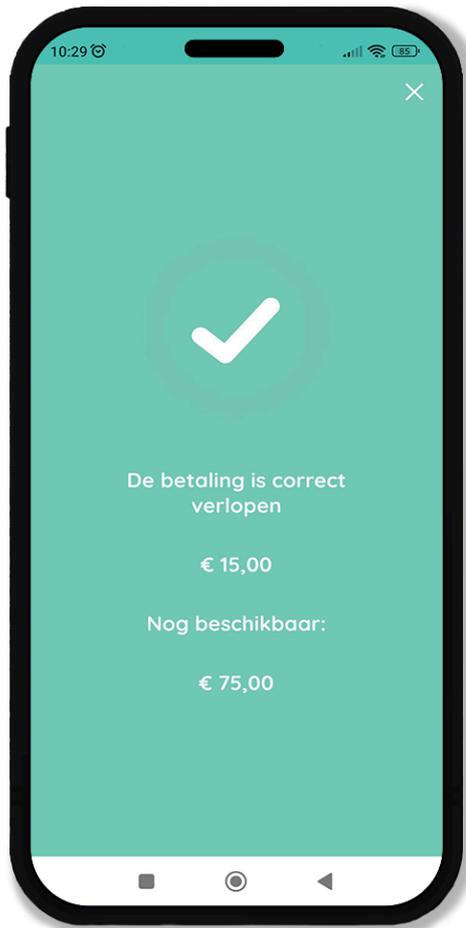 10:29
85
De betaling is correct
verlopen
€ 15,00
Nog beschikbaar:
€ 75,00